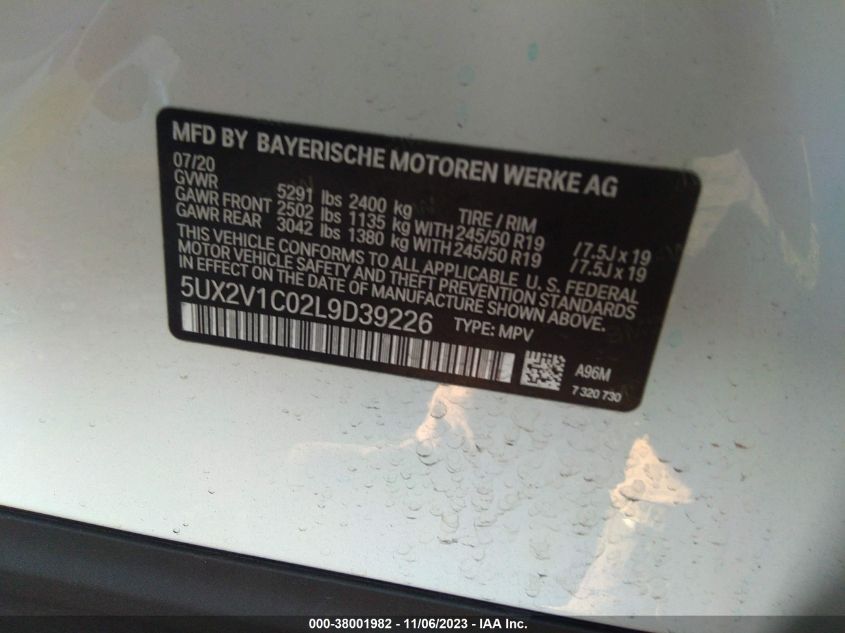 MFD BY BAYERISCHE MOTOREN WERKE AG
07/20
GVWR 5291 lbs 2400 kg TIRE / RIM
GAWR FRONT 2502 lbs 1135 kg WITH 245/50 R19 / 7.5J x 19
GAWR REAR 3042 lbs 1380 kg WITH 245/50 R19 / 7.5J x 19
THIS VEHICLE CONFORMS TO ALL APPLICABLE U. S. FEDERAL
MOTOR VEHICLE SAFETY AND THEFT PREVENTION STANDARDS
IN EFFECT ON THE DATE OF MANUFACTURE SHOWN ABOVE.
5UX2V1C02L9D39226 TYPE: MPV
A96M
7 320 730
000-38001982 - 11/06/2023 - IAA Inc.